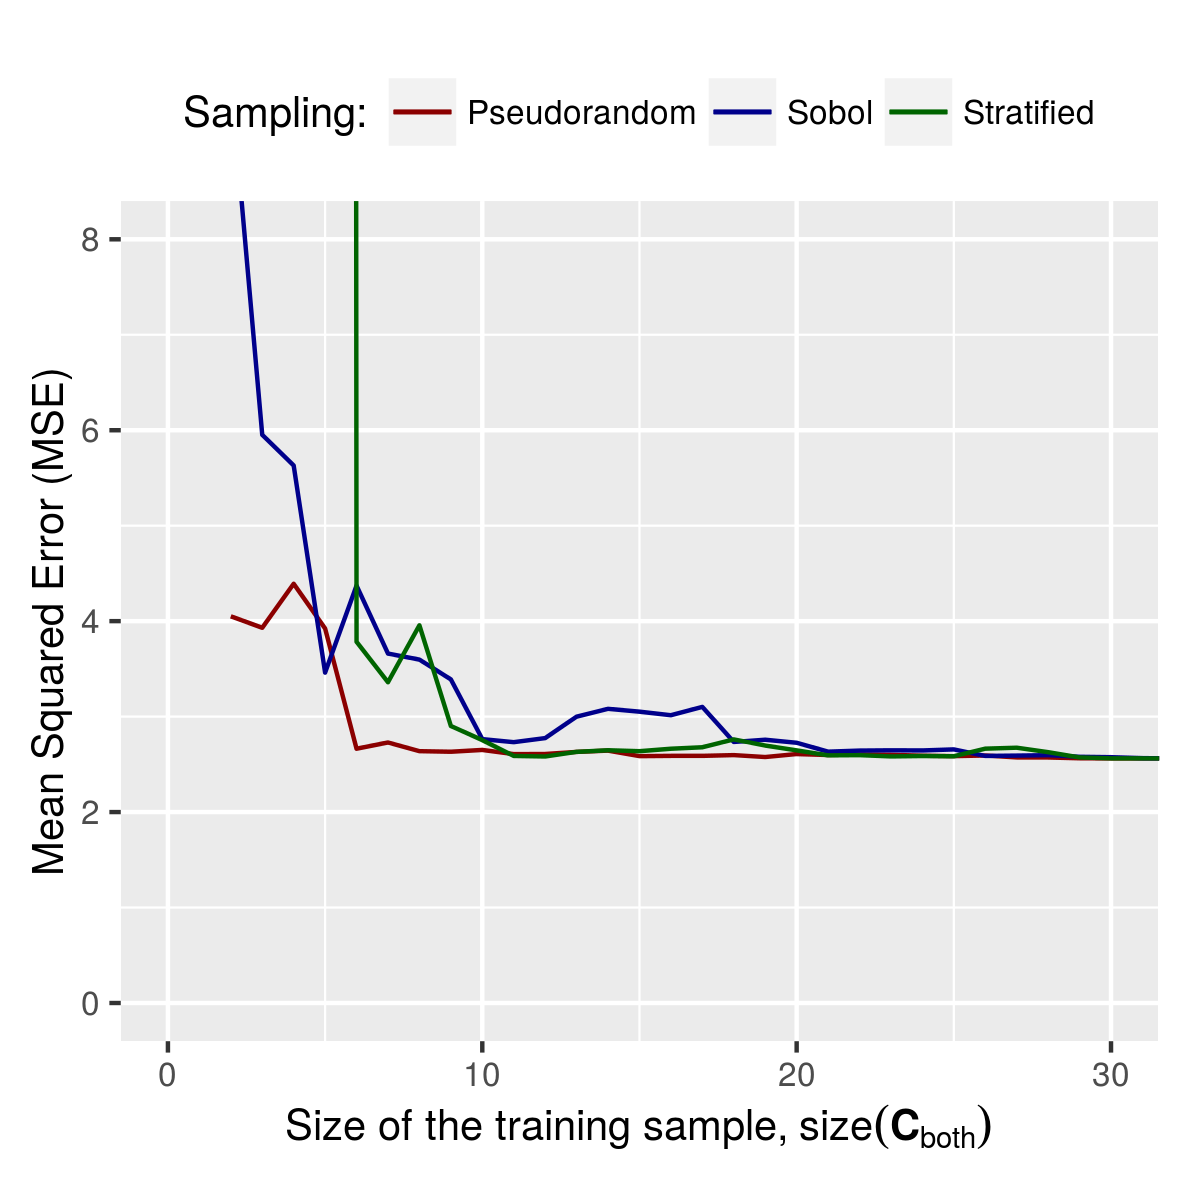 Sampling: Pseudorandom Sobol Stratified
8
6
4
2
0
Mean Squared Error (MSE)
0 10 20 30
Size of the training sample, size(C_both)